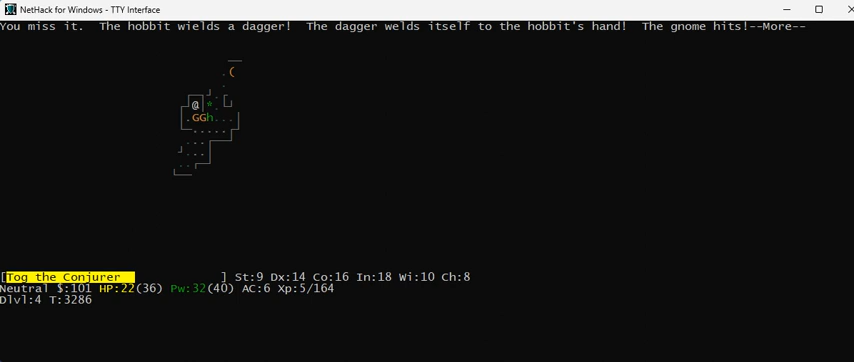 NetHack for Windows - TTY Interface
You miss it.  The hobbit wields a dagger!  The dagger welds itself to the hobbit's hand!  The gnome hits!--More--
.(
.
.
@ * .
.GGh...
.....
...
...
..
[Tog the Conjurer                ] St:9 Dx:14 Co:16 In:18 Wi:10 Ch:8
Neutral $:101 HP:22(36) Pw:32(40) AC:6 Xp:5/164
Dlvl:4 T:3286